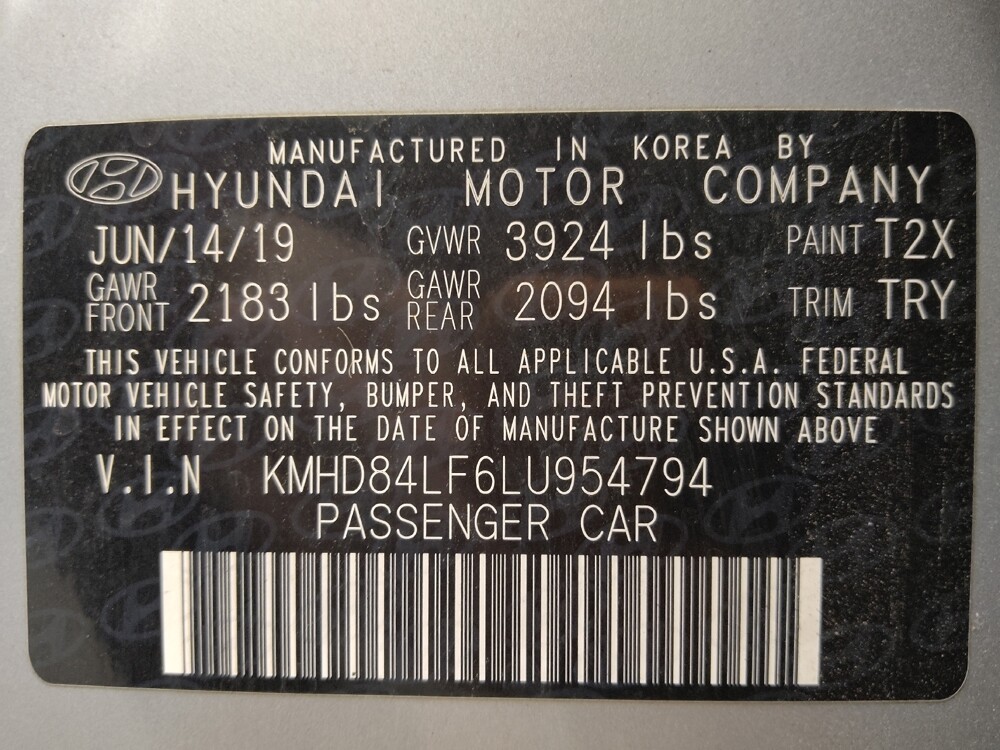 MANUFACTURED IN KOREA BY
HYUNDAI MOTOR COMPANY
JUN/14/19 GVWR 3924 lbs PAINT T2X
GAWR FRONT 2183 lbs GAWR REAR 2094 lbs TRIM TRY
THIS VEHICLE CONFORMS TO ALL APPLICABLE U.S.A. FEDERAL
MOTOR VEHICLE SAFETY, BUMPER, AND THEFT PREVENTION STANDARDS
IN EFFECT ON THE DATE OF MANUFACTURE SHOWN ABOVE
V.I.N KMHD84LF6LU954794
PASSENGER CAR